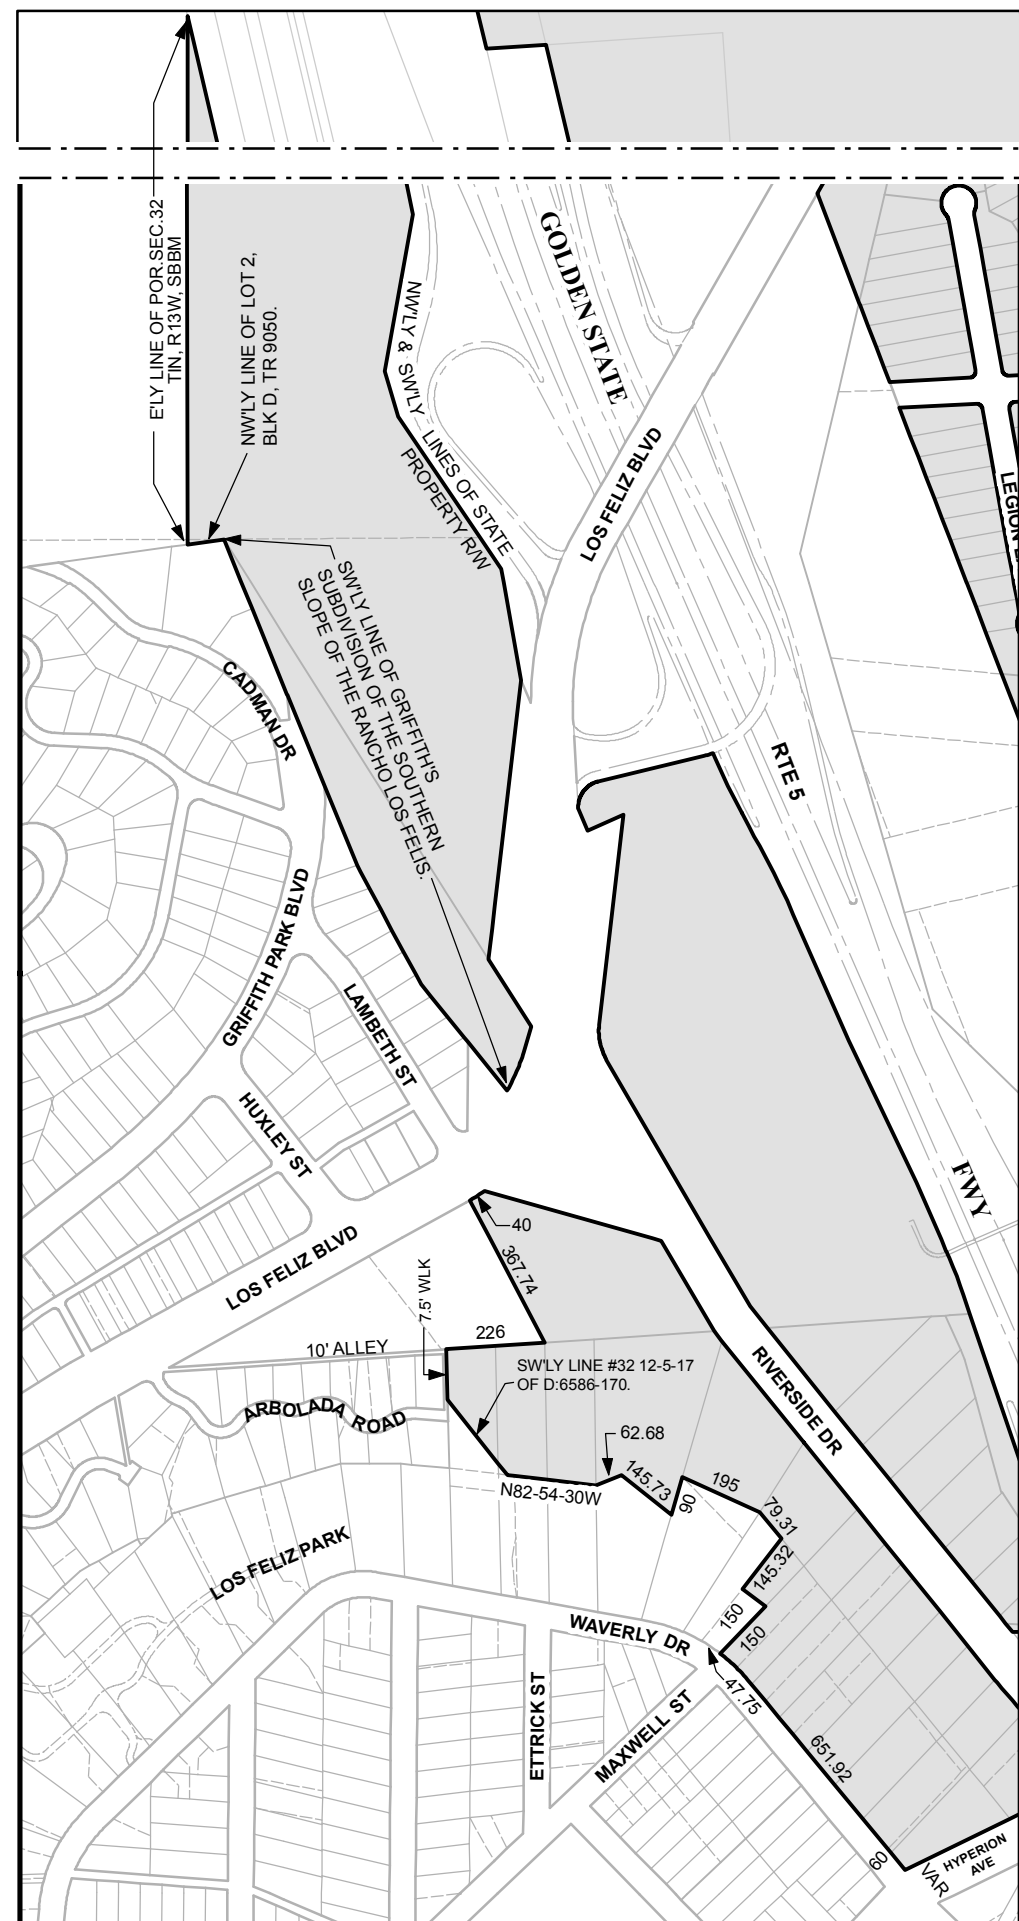 E'LY LINE OF POR.SEC.32
TIN, R13W, SBBM
NW'LY LINE OF LOT 2,
BLK D, TR 9050.
NW'LY & SW'LY LINES OF STATE
PROPERTY R/W
GOLDEN STATE
LOS FELIZ BLVD
SW'LY LINE OF GRIFFITH'S
SUBDIVISION OF THE SOUTHERN
SLOPE OF THE RANCHO LOS FELIS.
CADMAN DR
RTE 5
GRIFFITH PARK BLVD
LAMBETH ST
HUXLEY ST
FWY
LOS FELIZ BLVD
40
367.74
7.5' WLK
226
10' ALLEY
SW'LY LINE #32 12-5-17
OF D:6586-170.
ARBOLADA ROAD
RIVERSIDE DR
62.68
145.73
N82-54-30W
90
195
79.31
145.32
LOS FELIZ PARK
WAVERLY DR
150
150
47.75
ETTRICK ST
MAXWELL ST
651.92
60
VAR
HYPERION
AVE